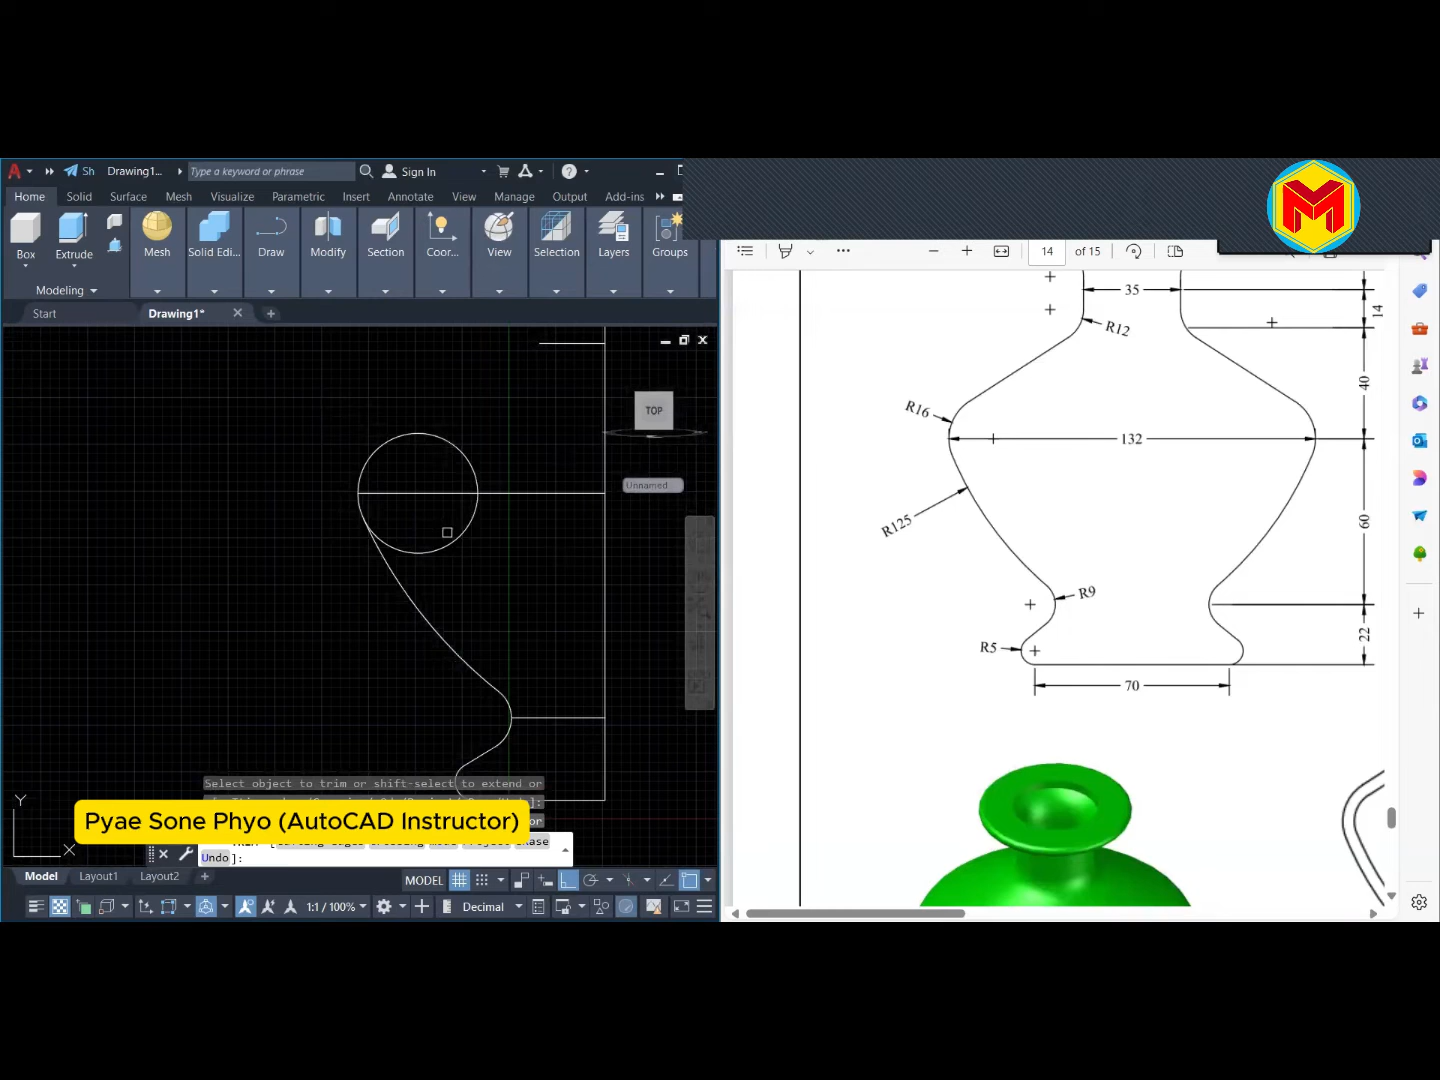 Sh
Drawing1...
Type a keyword or phrase
Sign In
Home Solid Surface Mesh Visualize Parametric Insert Annotate View Manage Output Add-ins
Box Extrude Mesh Solid Edi... Draw Modify Section Coor... View Selection Layers Groups
Modeling
Start Drawing1*
TOP
Unnamed
Y
X
Select object to trim or shift-select to extend or
or
Pyae Sone Phyo (AutoCAD Instructor)
Undo]:
Model Layout1 Layout2
MODEL
1:1 / 100%
Decimal
M
14 of 15
35
14
R12
40
R16
132
R125
60
R9
22
R5
70